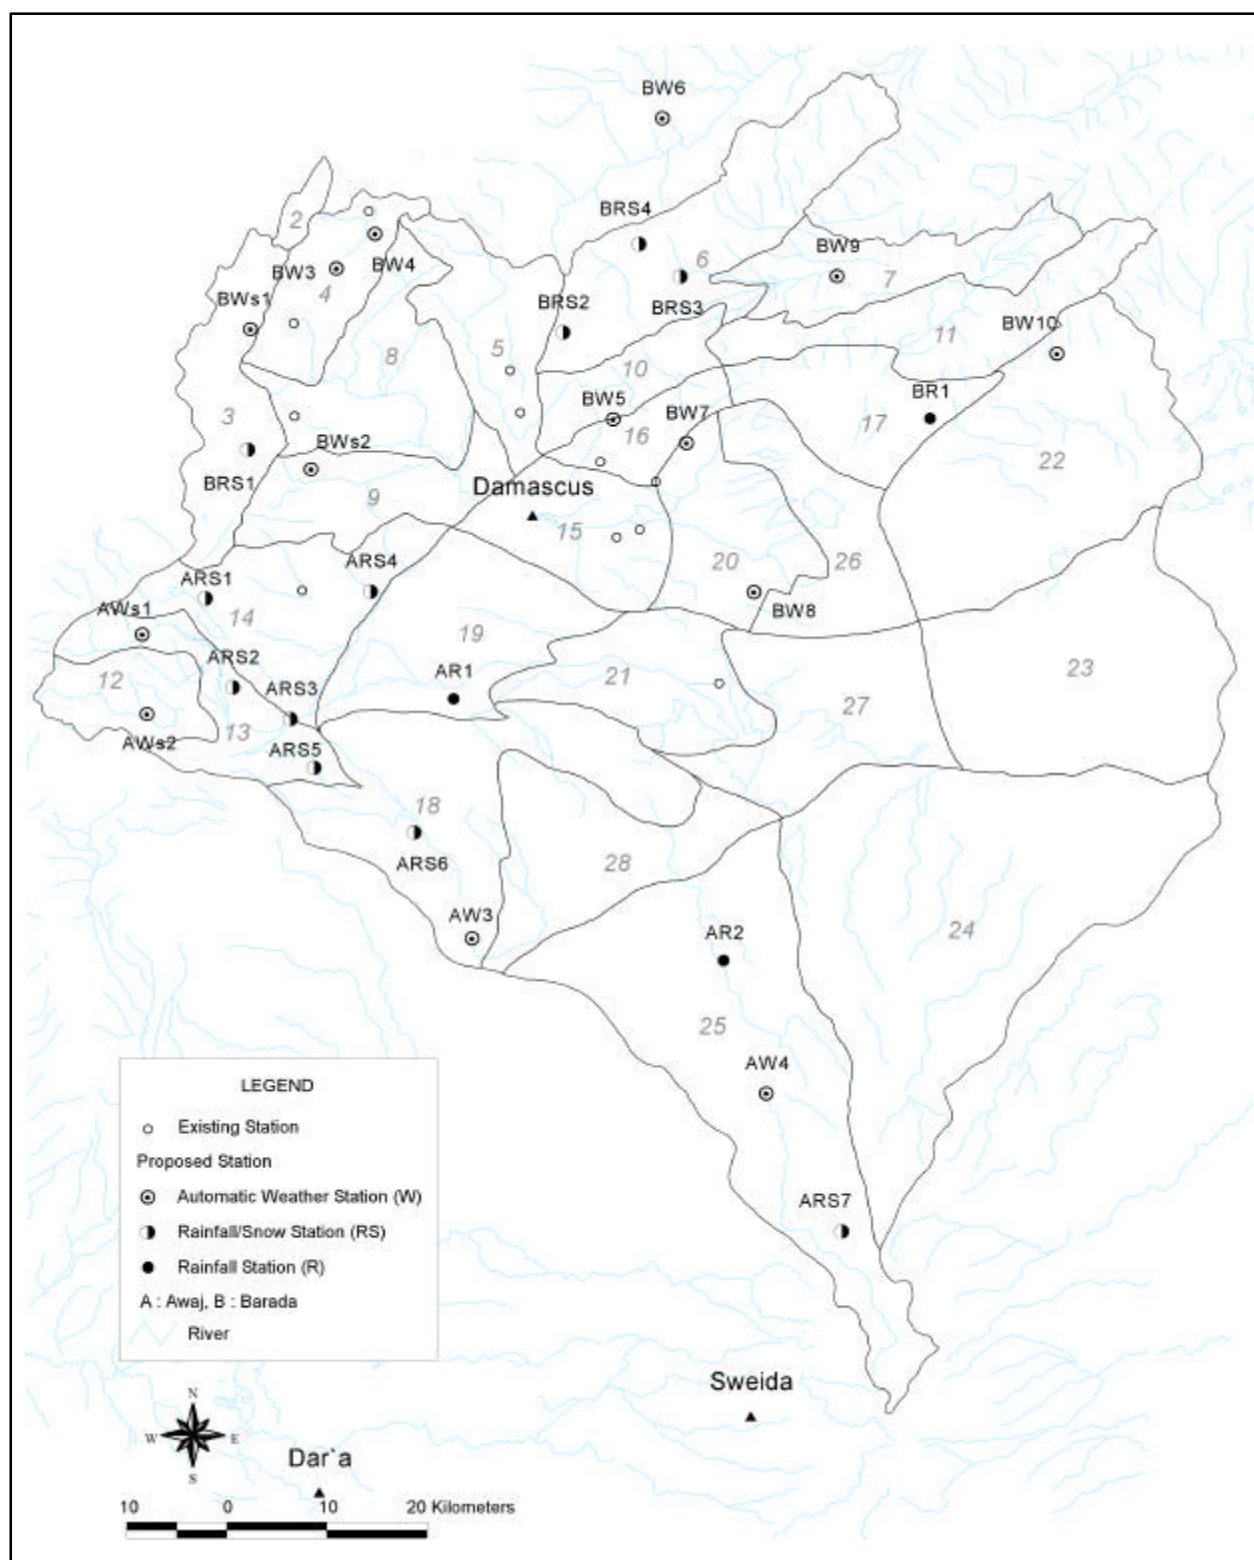 BW6
BRS4
2
6
BW9
BW3
BW4
7
4
BWs1
BRS2
BRS3
11
BW10
5
8
10
BW5
BW7
BR1
3
16
17
BWs2
22
BRS1
9
Damascus
15
ARS4
20
26
ARS1
AWs1
14
BW8
19
ARS2
12
AR1
21
23
ARS3
27
13
AWs2
ARS5
18
28
ARS6
AW3
AR2
24
25
AW4
LEGEND
Existing Station
Proposed Station
Automatic Weather Station (W)
Rainfall/Snow Station (RS)
Rainfall Station (R)
A : Awaj, B : Barada
River
ARS7
Sweida
N
W E
S
Dar`a
10 0 10 20 Kilometers